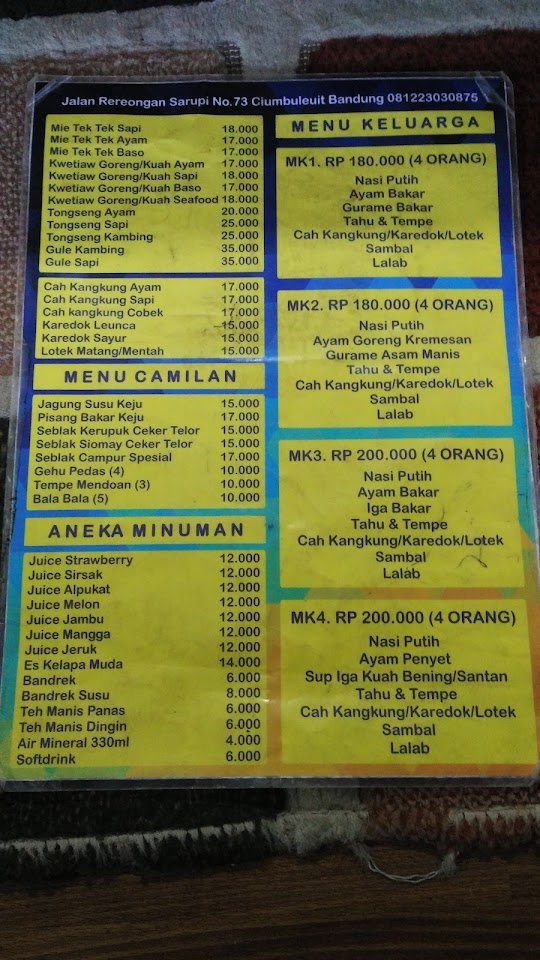 Jalan Rereongan Sarupi No.73 Ciumbuleuit Bandung 081223030875
Mie Tek Tek Sapi 18.000
Mie Tek Tek Ayam 17.000
Mie Tek Tek Baso 17.000
Kwetiaw Goreng/Kuah Ayam 17.000
Kwetiaw Goreng/Kuah Sapi 18.000
Kwetiaw Goreng/Kuah Baso 17.000
Kwetiaw Goreng/Kuah Seafood 18.000
Tongseng Ayam 20.000
Tongseng Sapi 25.000
Tongseng Kambing 25.000
Gule Kambing 35.000
Gule Sapi 35.000
Cah Kangkung Ayam 17.000
Cah Kangkung Sapi 17.000
Cah kangkung Cobek 17.000
Karedok Leunca 15.000
Karedok Sayur 15.000
Lotek Matang/Mentah 15.000
MENU CAMILAN
Jagung Susu Keju 15.000
Pisang Bakar Keju 17.000
Seblak Kerupuk Ceker Telor 15.000
Seblak Siomay Ceker Telor 15.000
Seblak Campur Spesial 17.000
Gehu Pedas (4) 10.000
Tempe Mendoan (3) 10.000
Bala Bala (5) 10.000
ANEKA MINUMAN
Juice Strawberry 12.000
Juice Sirsak 12.000
Juice Alpukat 12.000
Juice Melon 12.000
Juice Jambu 12.000
Juice Mangga 12.000
Juice Jeruk 12.000
Es Kelapa Muda 14.000
Bandrek 6.000
Bandrek Susu 8.000
Teh Manis Panas 6.000
Teh Manis Dingin 6.000
Air Mineral 330ml 4.000
Softdrink 6.000
MENU KELUARGA
MK1. RP 180.000 (4 ORANG)
Nasi Putih
Ayam Bakar
Gurame Bakar
Tahu & Tempe
Cah Kangkung/Karedok/Lotek
Sambal
Lalab
MK2. RP 180.000 (4 ORANG)
Nasi Putih
Ayam Goreng Kremesan
Gurame Asam Manis
Tahu & Tempe
Cah Kangkung/Karedok/Lotek
Sambal
Lalab
MK3. RP 200.000 (4 ORANG)
Nasi Putih
Ayam Bakar
Iga Bakar
Tahu & Tempe
Cah Kangkung/Karedok/Lotek
Sambal
Lalab
MK4. RP 200.000 (4 ORANG)
Nasi Putih
Ayam Penyet
Sup Iga Kuah Bening/Santan
Tahu & Tempe
Cah Kangkung/Karedok/Lotek
Sambal
Lalab